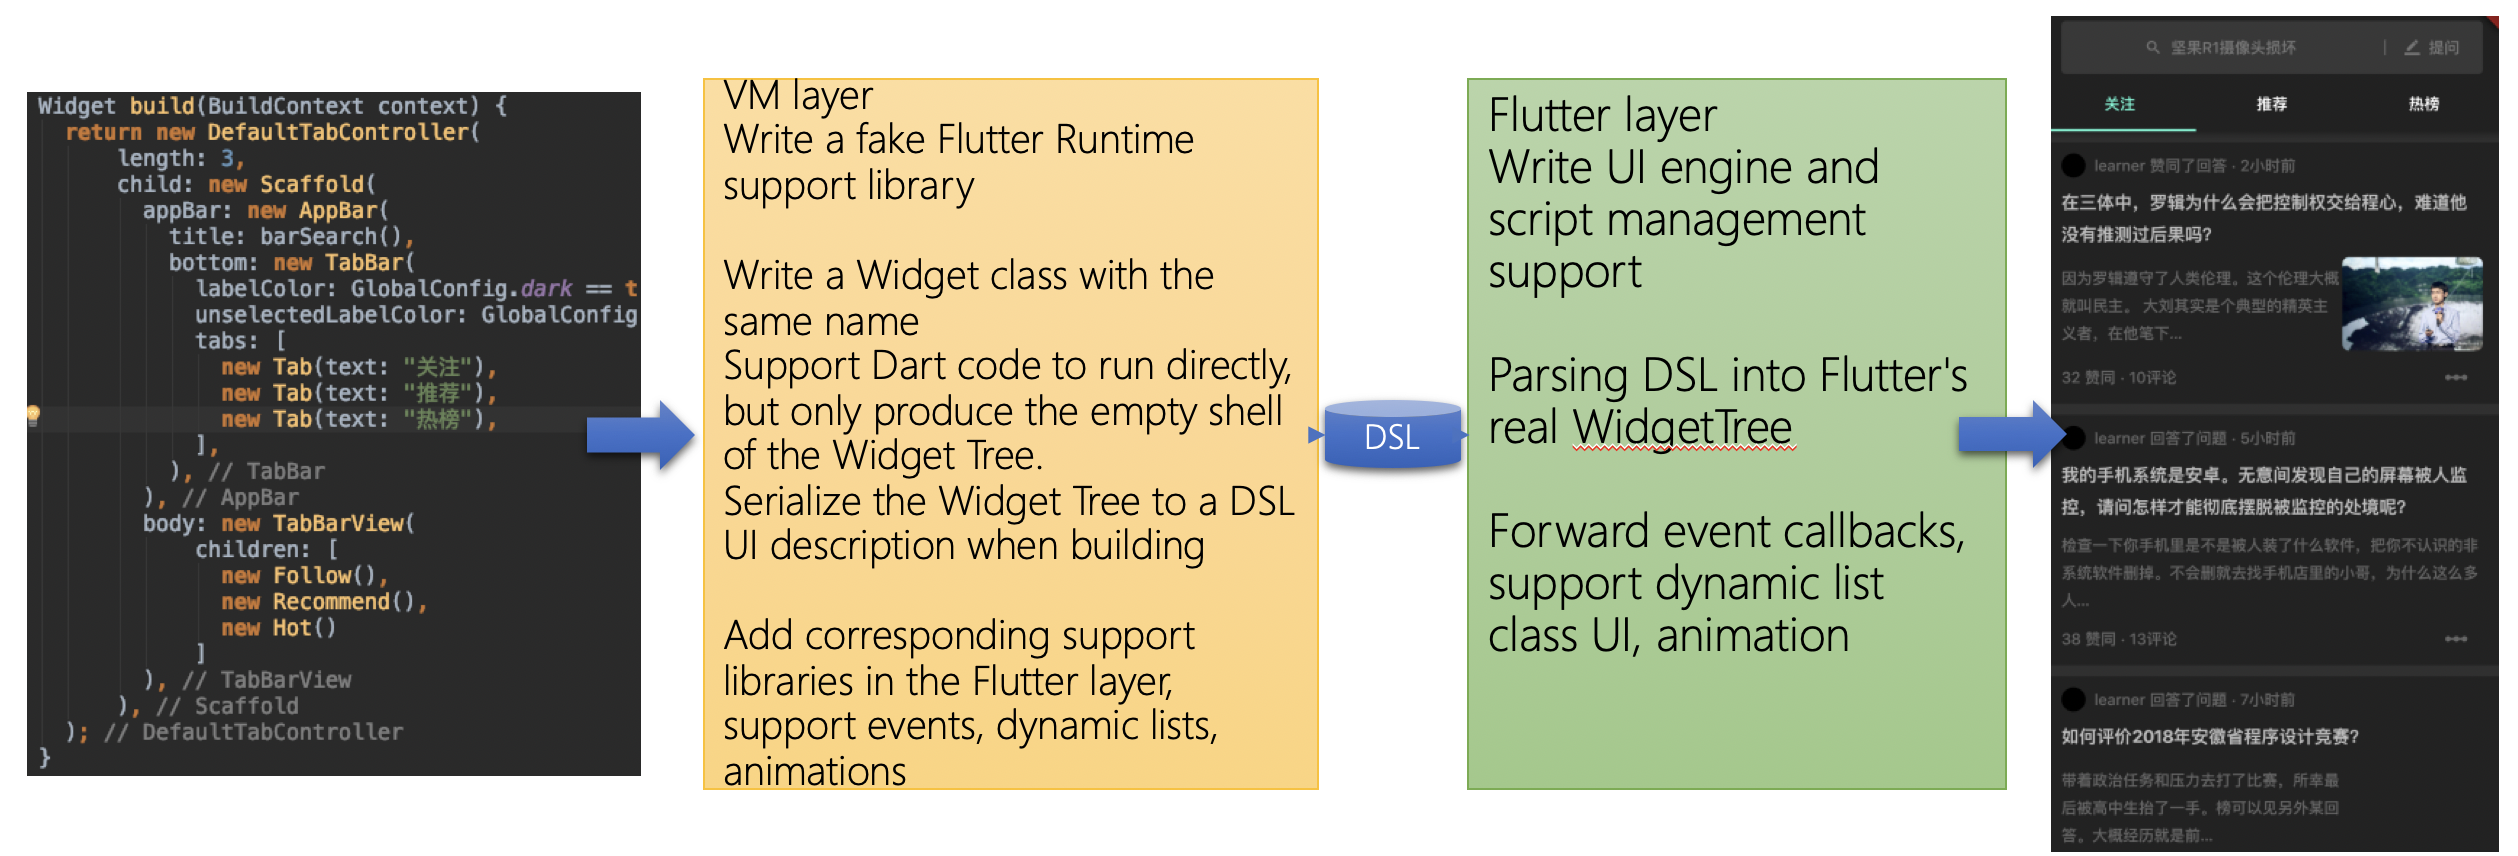 Widget build(BuildContext context) {
return new DefaultTabController(
length: 3,
child: new Scaffold(
appBar: new AppBar(
title: barSearch(),
bottom: new TabBar(
labelColor: GlobalConfig.dark == t
unselectedLabelColor: GlobalConfig
tabs: [
new Tab(text: "关注"),
new Tab(text: "推荐"),
new Tab(text: "热榜"),
],
), // TabBar
), // AppBar
body: new TabBarView(
children: [
new Follow(),
new Recommend(),
new Hot()
]
), // TabBarView
), // Scaffold
); // DefaultTabController
}
VM layer
Write a fake Flutter Runtime
support library
Write a Widget class with the
same name
Support Dart code to run directly,
but only produce the empty shell
of the Widget Tree.
Serialize the Widget Tree to a DSL
UI description when building
Add corresponding support
libraries in the Flutter layer,
support events, dynamic lists,
animations
DSL
Flutter layer
Write UI engine and
script management
support
Parsing DSL into Flutter's
real WidgetTree
Forward event callbacks,
support dynamic list
class UI, animation
坚果R1摄像头损坏 | 提问
关注 推荐 热榜
learner 赞同了回答 · 2小时前
在三体中，罗辑为什么会把控制权交给程心，难道他
没有推测过后果吗?
因为罗辑遵守了人类伦理。这个伦理大概
就叫民主。 大刘其实是个典型的精英主
义者，在他笔下...
32 赞同 · 10评论
learner 回答了问题 · 5小时前
我的手机系统是安卓。无意间发现自己的屏幕被人监
控，请问怎样才能彻底摆脱被监控的处境呢?
检查一下你手机里是不是被人装了什么软件，把你不认识的非
系统软件删掉。不会删就去找手机店里的小哥，为什么这么多
人...
38 赞同 · 13评论
learner 回答了问题 · 7小时前
如何评价2018年安徽省程序设计竞赛?
带着政治任务和压力去打了比赛，所幸最
后被高中生抬了一手。榜可以见另外某回
答。大概经历就是前...